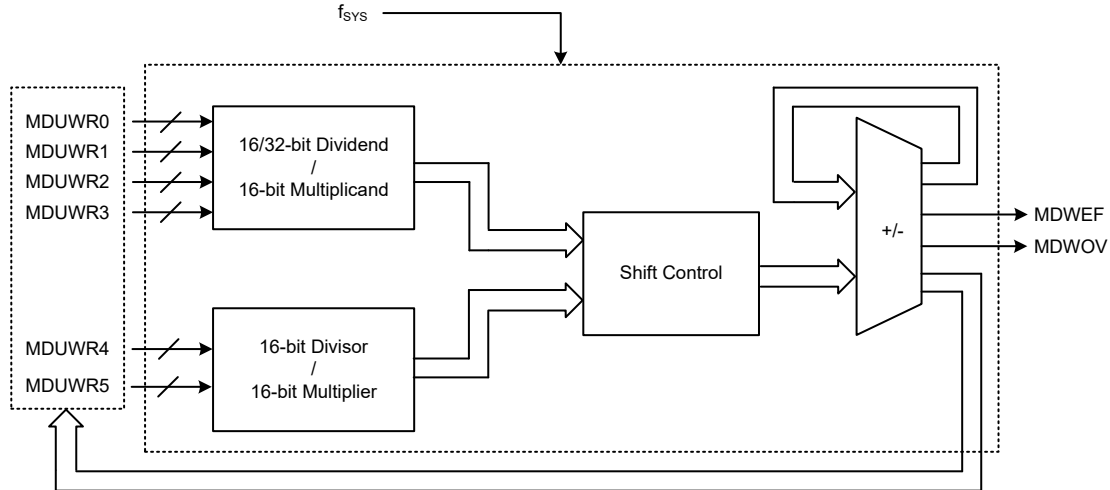 fSYS
MDUWR0
MDUWR1
MDUWR2
MDUWR3
16/32-bit Dividend
/
16-bit Multiplicand
Shift Control
+/-
MDWEF
MDWOV
MDUWR4
MDUWR5
16-bit Divisor
/
16-bit Multiplier